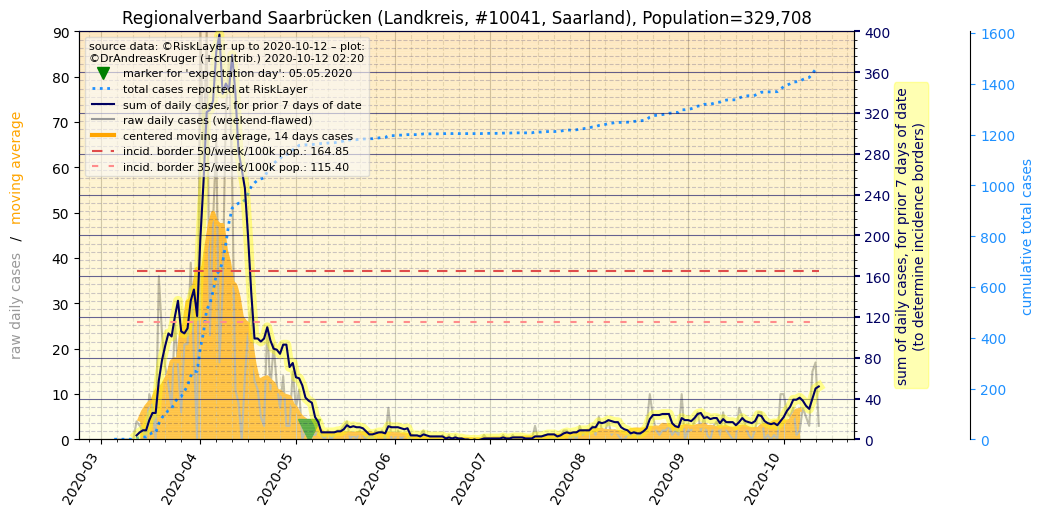 Regionalverband Saarbrücken (Landkreis, #10041, Saarland), Population=329,708
source data: ©RiskLayer up to 2020-10-12 – plot:
©DrAndreasKruger (+contrib.) 2020-10-12 02:20
marker for 'expectation day': 05.05.2020
total cases reported at RiskLayer
sum of daily cases, for prior 7 days of date
raw daily cases (weekend-flawed)
centered moving average, 14 days cases
incid. border 50/week/100k pop.: 164.85
incid. border 35/week/100k pop.: 115.40
raw daily cases / moving average
90
80
70
60
50
40
30
20
10
0
2020-03
2020-04
2020-05
2020-06
2020-07
2020-08
2020-09
2020-10
400
360
320
280
240
200
160
120
80
40
0
sum of daily cases, for prior 7 days of date
(to determine incidence borders)
1600
1400
1200
1000
800
600
400
200
0
cumulative total cases